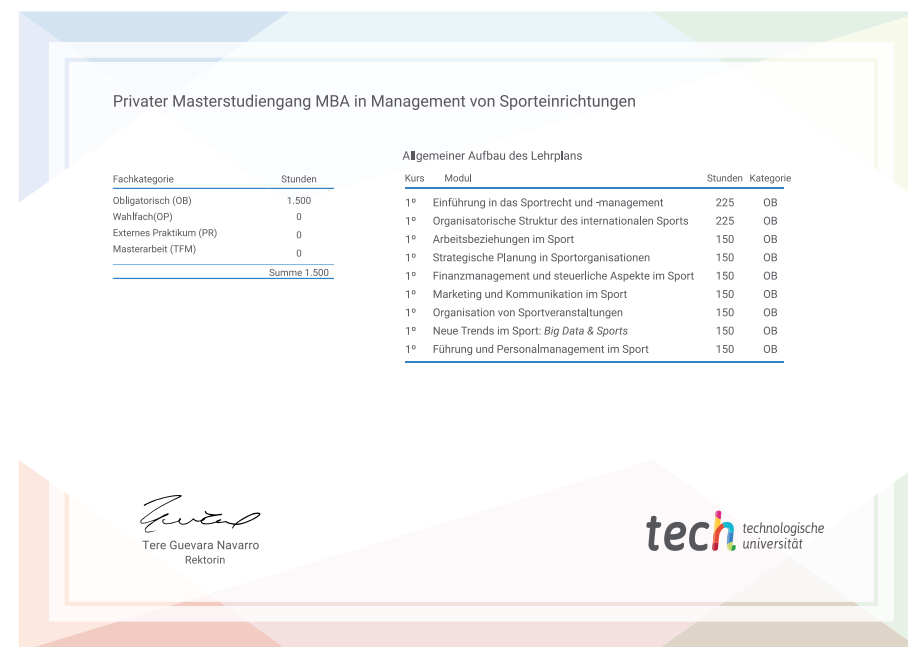 Privater Masterstudiengang MBA in Management von Sporteinrichtungen
Fachkategorie Stunden
Obligatorisch (OB) 1.500
Wahlfach(OP) 0
Externes Praktikum (PR) 0
Masterarbeit (TFM) 0
Summe 1.500
Allgemeiner Aufbau des Lehrplans
Kurs Modul Stunden Kategorie
1º Einführung in das Sportrecht und -management 225 OB
1º Organisatorische Struktur des internationalen Sports 225 OB
1º Arbeitsbeziehungen im Sport 150 OB
1º Strategische Planung in Sportorganisationen 150 OB
1º Finanzmanagement und steuerliche Aspekte im Sport 150 OB
1º Marketing und Kommunikation im Sport 150 OB
1º Organisation von Sportveranstaltungen 150 OB
1º Neue Trends im Sport: Big Data & Sports 150 OB
1º Führung und Personalmanagement im Sport 150 OB
Tere Guevara Navarro
Rektorin
tech technologische
universität